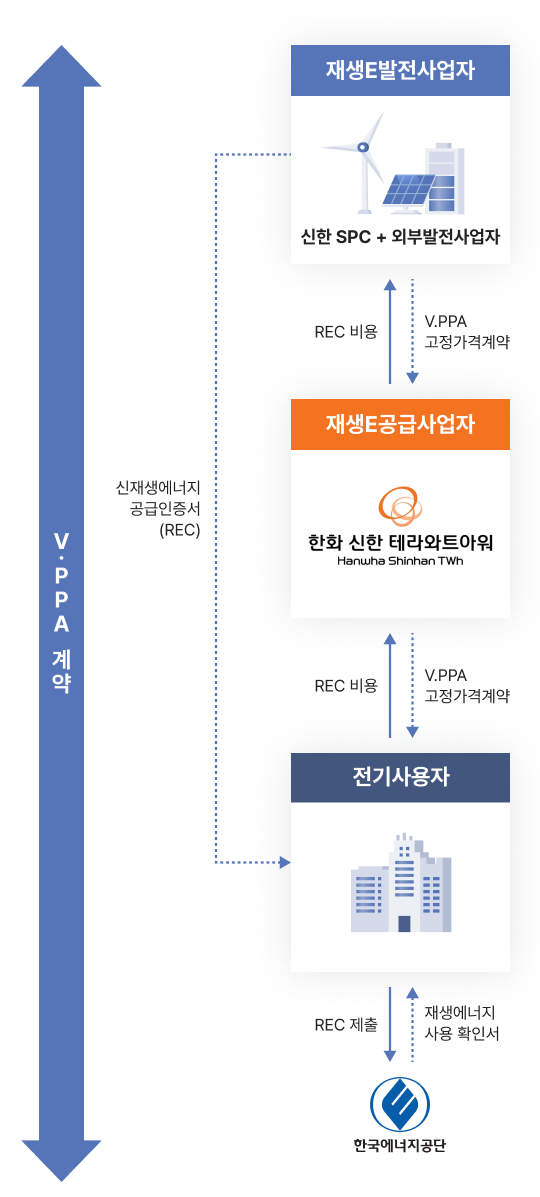 재생E발전사업자
신한 SPC + 외부발전사업자
REC 비용
V.PPA
고정가격계약
재생E공급사업자
신재생에너지
공급인증서
(REC)
한화 신한 테라와트아워
Hanwha Shinhan TWh
V·PPA 계약
REC 비용
V.PPA
고정가격계약
전기사용자
REC 제출
재생에너지
사용 확인서
한국에너지공단